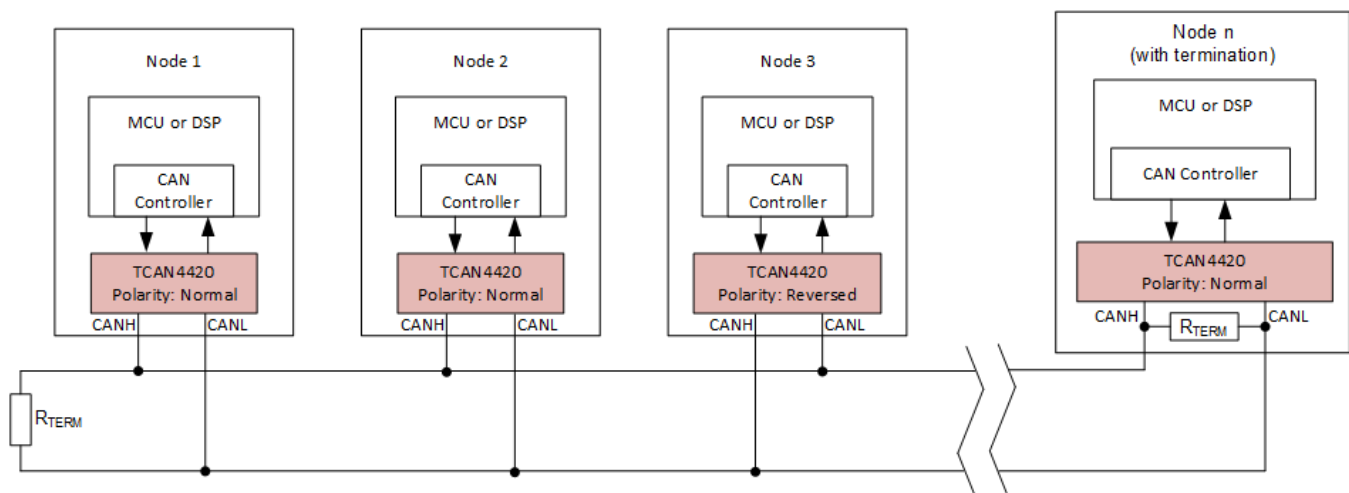 Node 1
MCU or DSP
CAN
Controller
TCAN4420
Polarity: Normal
CANH
CANL
Node 2
MCU or DSP
CAN
Controller
TCAN4420
Polarity: Normal
CANH
CANL
Node 3
MCU or DSP
CAN
Controller
TCAN4420
Polarity: Reversed
CANH
CANL
Node n
(with termination)
MCU or DSP
CAN Controller
TCAN4420
Polarity: Normal
CANH
RTERM
CANL
RTERM